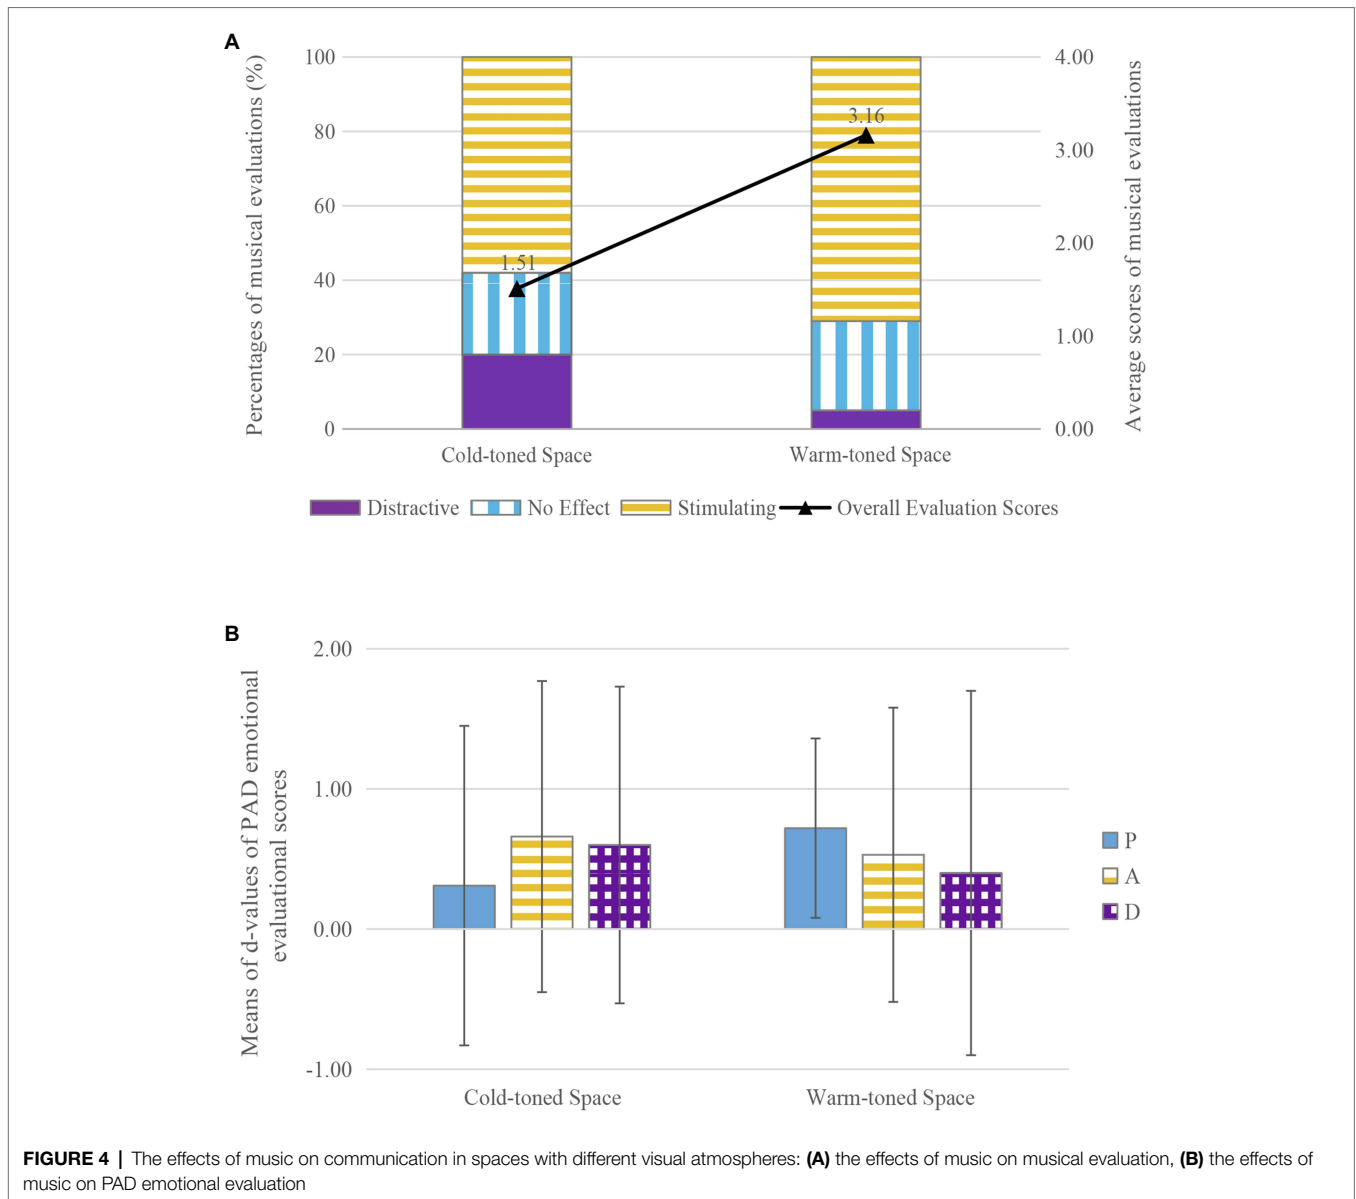 A
Percentages of musical evaluations (%)
100
80
60
40
20
0
4.00
3.00
2.00
1.00
0.00
Average scores of musical evaluations
1.51
3.16
Cold-toned Space
Warm-toned Space
Distractive
No Effect
Stimulating
Overall Evaluation Scores
B
Means of d-values of PAD emotional
evaluational scores
2.00
1.00
0.00
-1.00
P
A
D
Cold-toned Space
Warm-toned Space
FIGURE 4 | The effects of music on communication in spaces with different visual atmospheres: (A) the effects of music on musical evaluation, (B) the effects of
music on PAD emotional evaluation